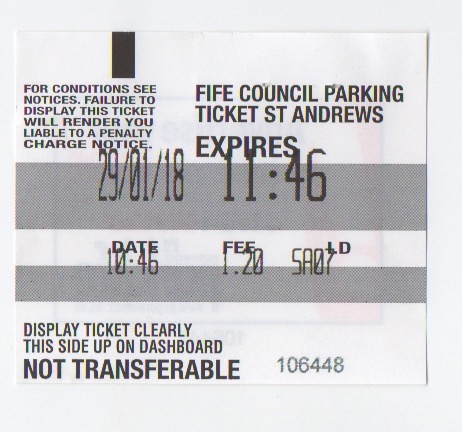 FOR CONDITIONS SEE
NOTICES. FAILURE TO
DISPLAY THIS TICKET
WILL RENDER YOU
LIABLE TO A PENALTY
CHARGE NOTICE.
FIFE COUNCIL PARKING
TICKET ST ANDREWS
EXPIRES
29/01/18 11:46
DATE FEE I.D
10:46 1.20 SA07
DISPLAY TICKET CLEARLY
THIS SIDE UP ON DASHBOARD
NOT TRANSFERABLE 106448